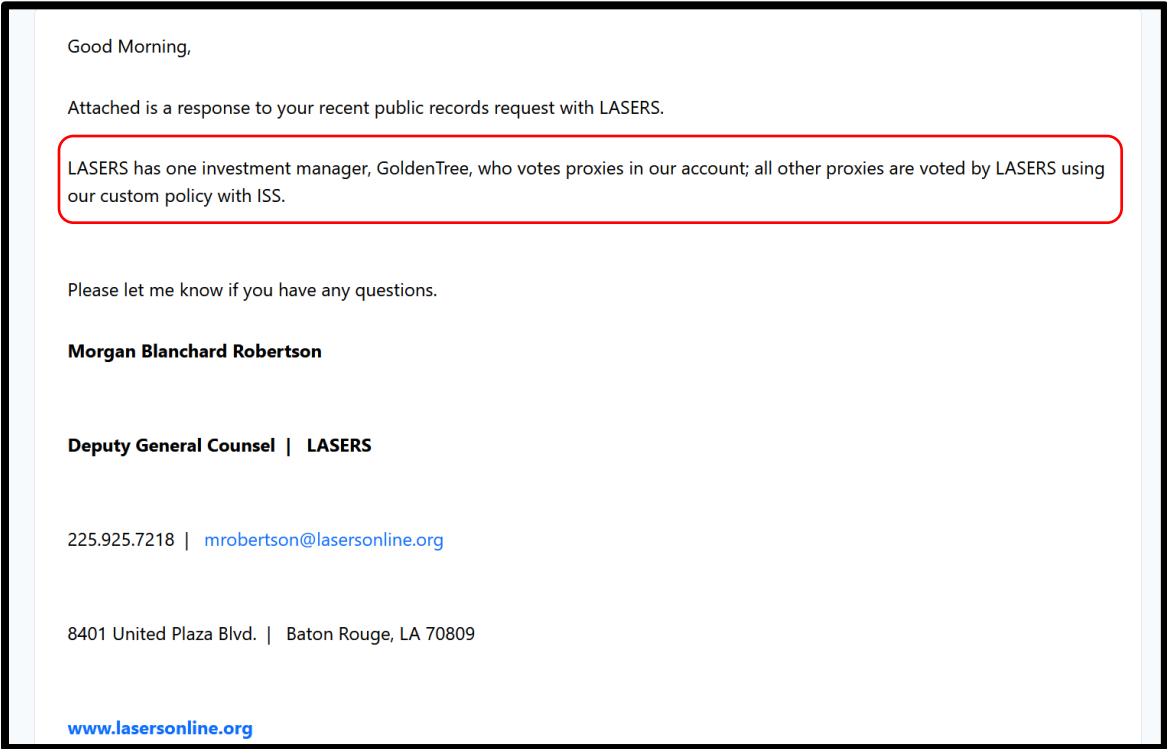 Good Morning,
Attached is a response to your recent public records request with LASERS.
LASERS has one investment manager, GoldenTree, who votes proxies in our account; all other proxies are voted by LASERS using
our custom policy with ISS.
Please let me know if you have any questions.
Morgan Blanchard Robertson
Deputy General Counsel | LASERS
225.925.7218 | mrobertson@lasersonline.org
8401 United Plaza Blvd. | Baton Rouge, LA 70809
www.lasersonline.org